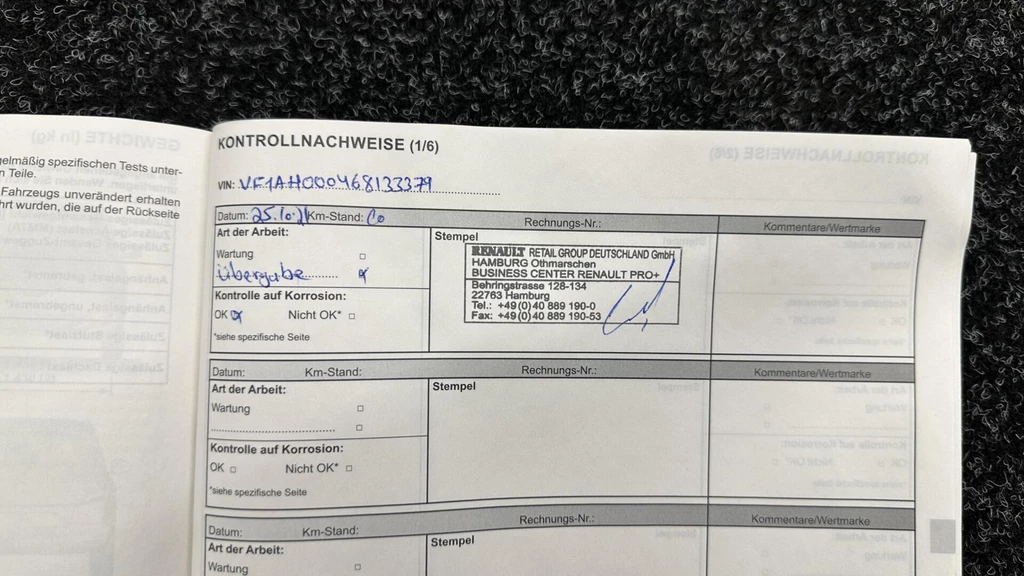 elmäßig spezifischen Tests unter-
n Teile.
Fahrzeugs unverändert erhalten
hrt wurden, die auf der Rückseite
KONTROLLNACHWEISE (1/6)
VIN: VF1AH000468133379
Datum: 25.10.21 Km-Stand: Rechnungs-Nr.: Kommentare/Wertmarke
Art der Arbeit:
Wartung
Übergabe
Kontrolle auf Korrosion:
OK Nicht OK*
*siehe spezifische Seite
Stempel
RENAULT RETAIL GROUP DEUTSCHLAND GmbH
HAMBURG Othmarschen
BUSINESS CENTER RENAULT PRO+
Behringstrasse 128-134
22763 Hamburg
Tel.: +49(0)40 889 190-0
Fax: +49(0)40 889 190-53
Datum: Km-Stand: Rechnungs-Nr.: Kommentare/Wertmarke
Art der Arbeit:
Wartung
Kontrolle auf Korrosion:
OK Nicht OK*
*siehe spezifische Seite
Stempel
Datum: Km-Stand: Rechnungs-Nr.: Kommentare/Wertmarke
Art der Arbeit:
Wartung
Stempel